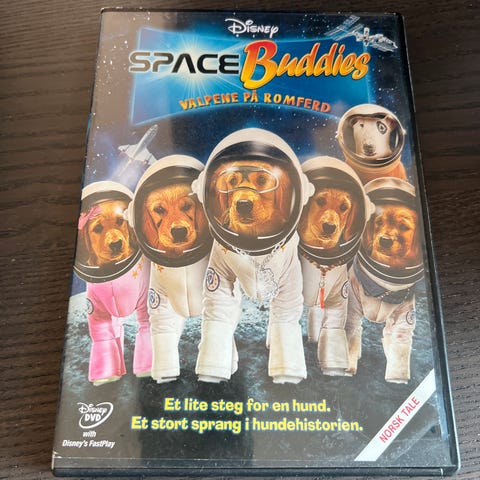 Disney
SPACE Buddies
VALPENE PÅ ROMFERD
Et lite steg for en hund.
Et stort sprang i hundehistorien.
Disney
DVD
with
Disney's FastPlay
NORSK TALE